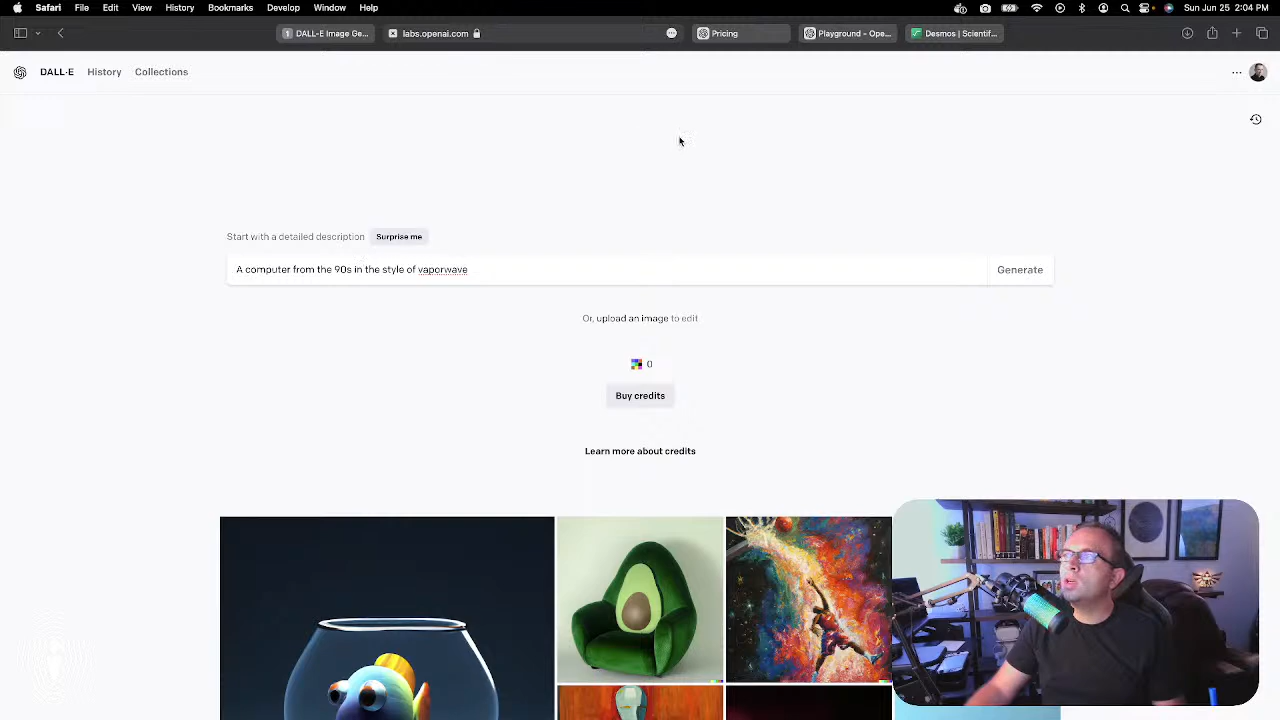 Safari File Edit View History Bookmarks Develop Window Help Sun Jun 25 2:04 PM
1 DALL-E Image Ge... labs.openai.com Pricing Playground – Ope... Desmos | Scientif...
DALL·E History Collections
Start with a detailed description Surprise me
A computer from the 90s in the style of vaporwave Generate
Or, upload an image to edit
0
Buy credits
Learn more about credits